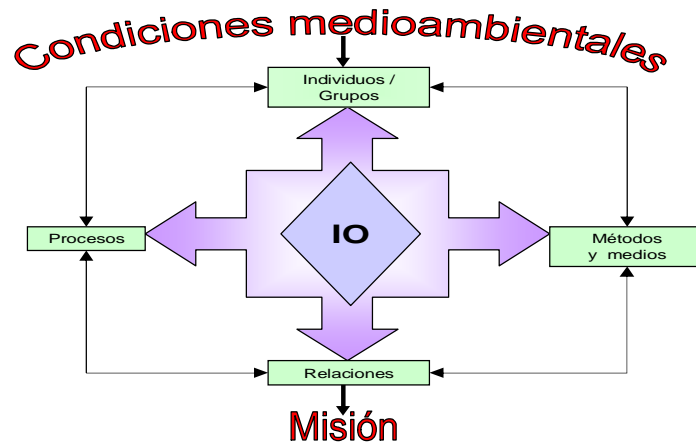 Condiciones medioambientales
Individuos /
Grupos
Procesos
IO
Métodos
y medios
Relaciones
Misión